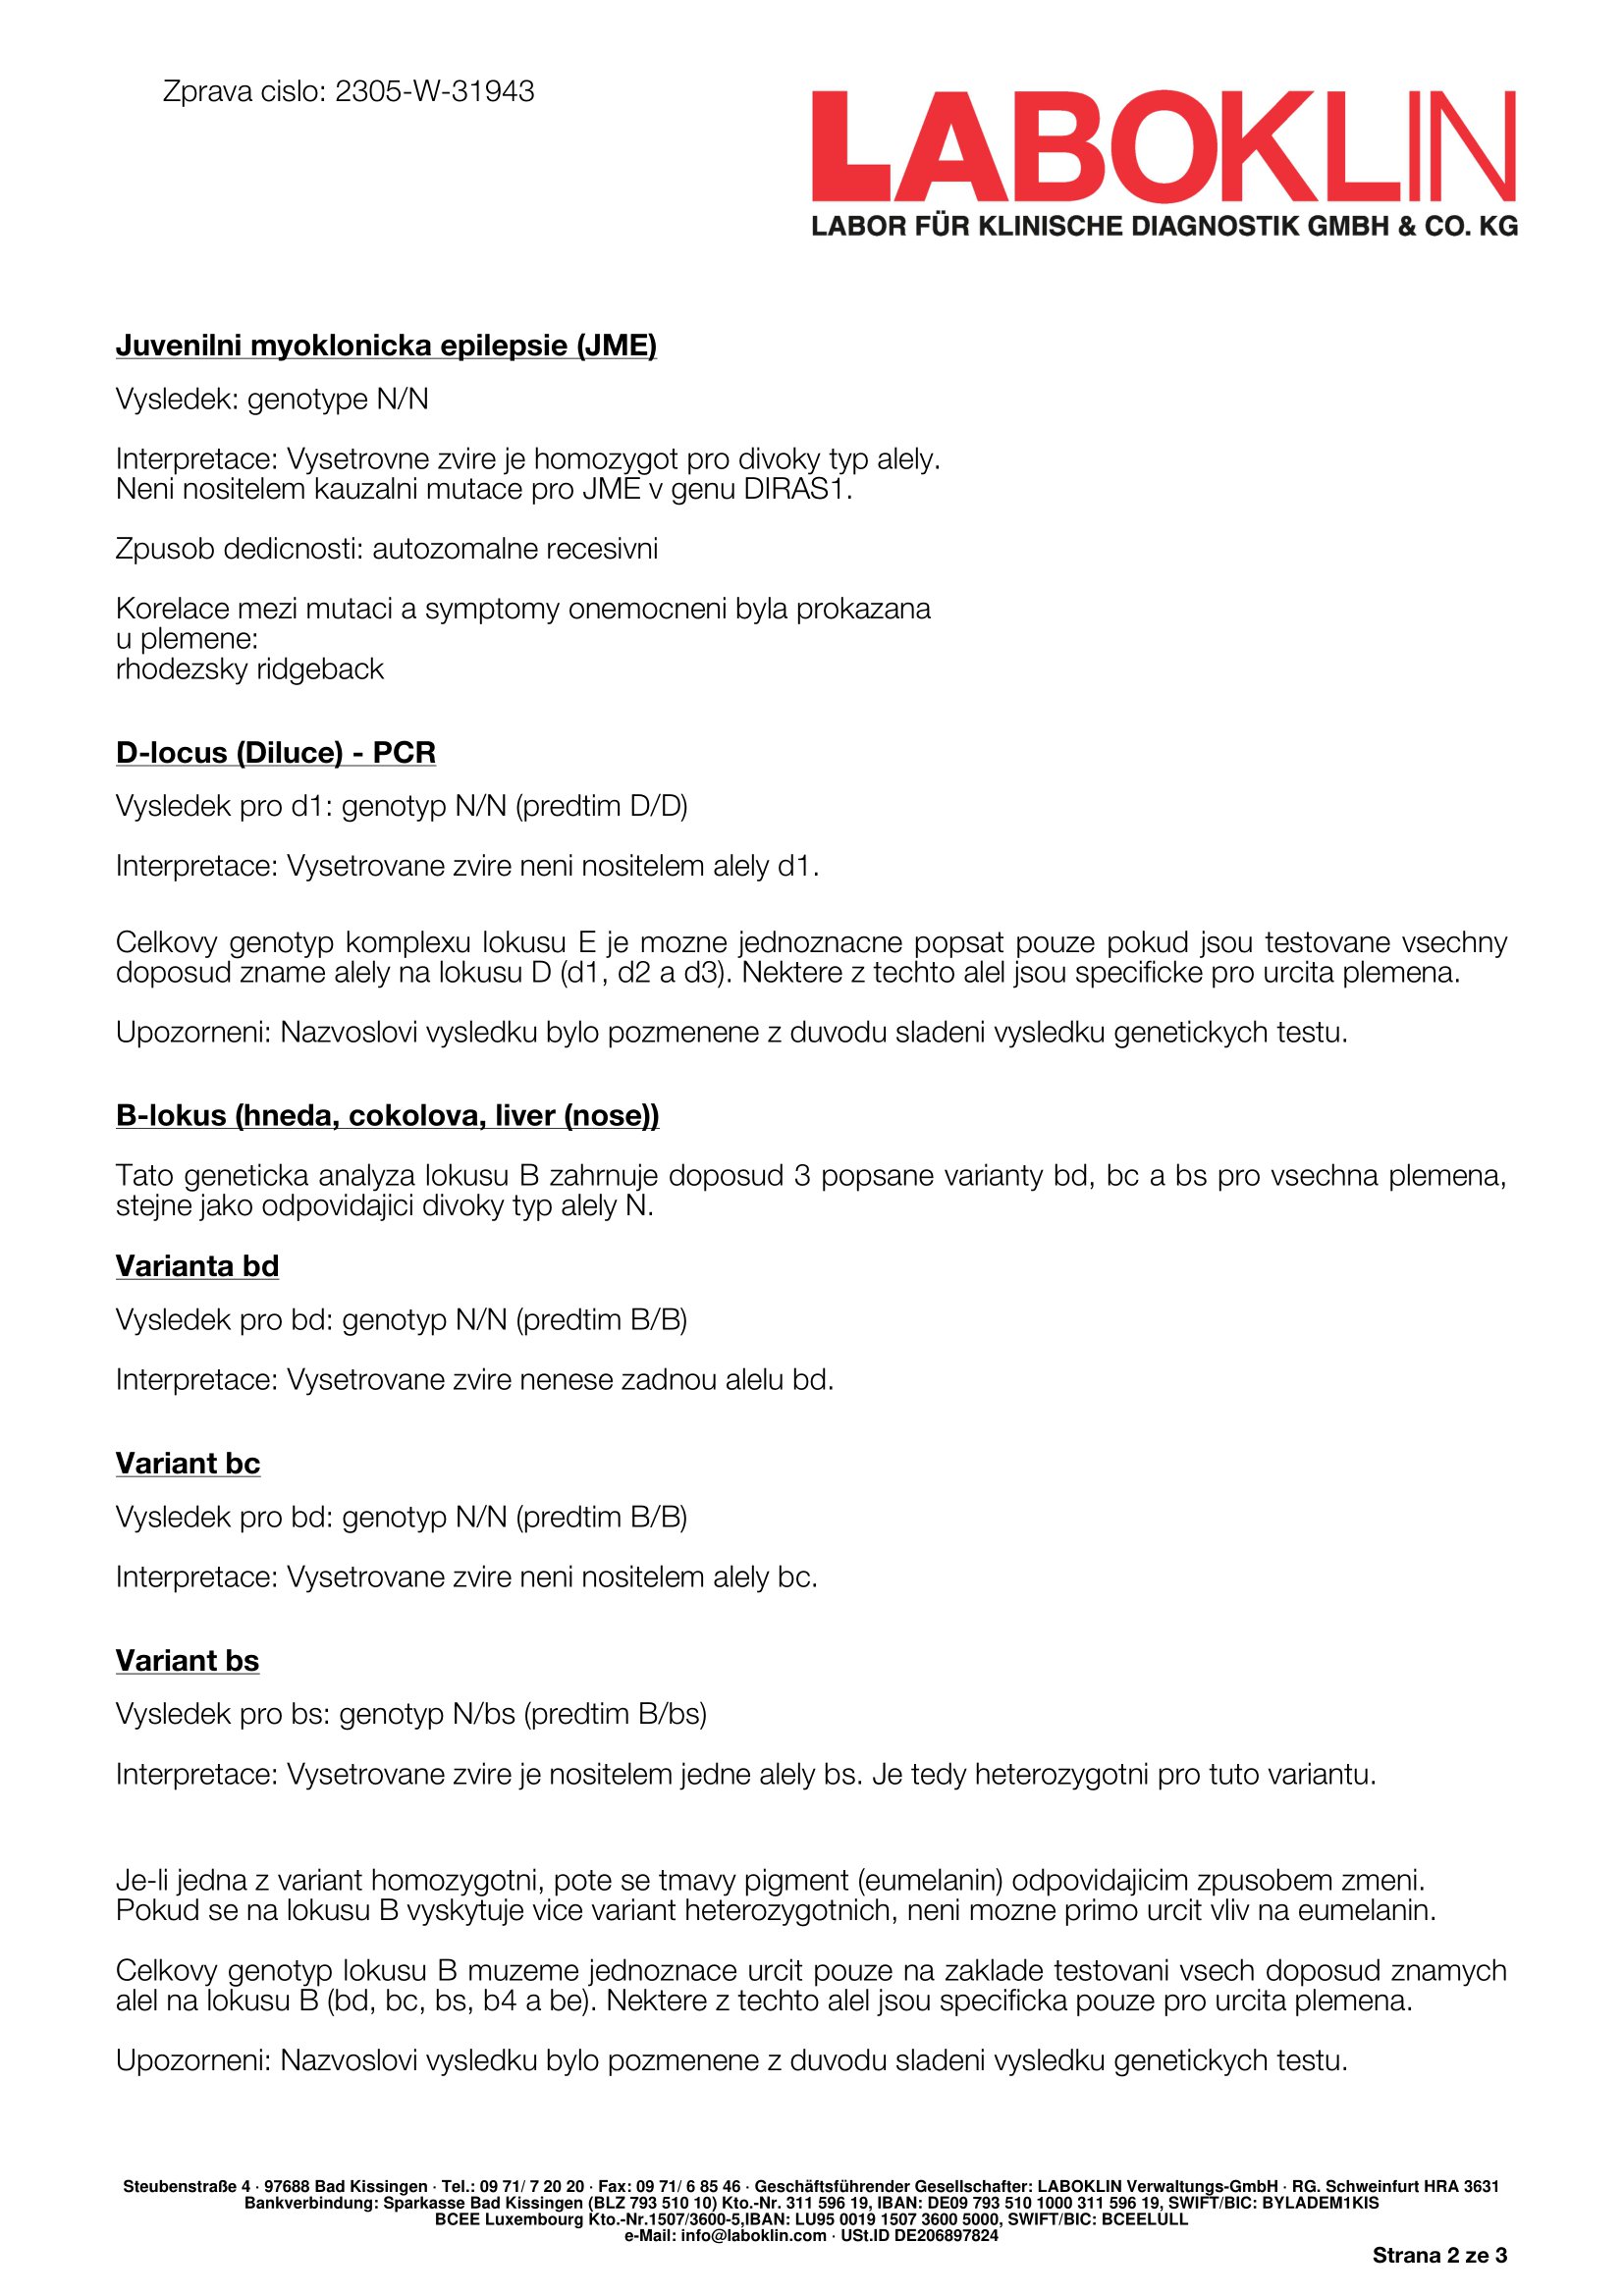 Zprava cislo: 2305-W-31943
LABOKLIN
LABOR FÜR KLINISCHE DIAGNOSTIK GMBH & CO. KG
Juvenilni myoklonicka epilepsie (JME)
Vysledek: genotype N/N
Interpretace: Vysetrovne zvire je homozygot pro divoky typ alely.
Neni nositelem kauzalni mutace pro JME v genu DIRAS1.
Zpusob dedicnosti: autozomalne recesivni
Korelace mezi mutaci a symptomy onemocneni byla prokazana
u plemene:
rhodezsky ridgeback
D-locus (Diluce) - PCR
Vysledek pro d1: genotyp N/N (predtim D/D)
Interpretace: Vysetrovane zvire neni nositelem alely d1.
Celkovy genotyp komplexu lokusu E je mozne jednoznacne popsat pouze pokud jsou testovane vsechny
doposud zname alely na lokusu D (d1, d2 a d3). Nektere z techto alel jsou specificke pro urcita plemena.
Upozorneni: Nazvoslovi vysledku bylo pozmenene z duvodu sladeni vysledku genetickych testu.
B-lokus (hneda, cokolova, liver (nose))
Tato geneticka analyza lokusu B zahrnuje doposud 3 popsane varianty bd, bc a bs pro vsechna plemena,
stejne jako odpovidajici divoky typ alely N.
Varianta bd
Vysledek pro bd: genotyp N/N (predtim B/B)
Interpretace: Vysetrovane zvire nenese zadnou alelu bd.
Variant bc
Vysledek pro bd: genotyp N/N (predtim B/B)
Interpretace: Vysetrovane zvire neni nositelem alely bc.
Variant bs
Vysledek pro bs: genotyp N/bs (predtim B/bs)
Interpretace: Vysetrovane zvire je nositelem jedne alely bs. Je tedy heterozygotni pro tuto variantu.
Je-li jedna z variant homozygotni, pote se tmavy pigment (eumelanin) odpovidajicim zpusobem zmeni.
Pokud se na lokusu B vyskytuje vice variant heterozygotnich, neni mozne primo urcit vliv na eumelanin.
Celkovy genotyp lokusu B muzeme jednoznace urcit pouze na zaklade testovani vsech doposud znamych
alel na lokusu B (bd, bc, bs, b4 a be). Nektere z techto alel jsou specificka pouze pro urcita plemena.
Upozorneni: Nazvoslovi vysledku bylo pozmenene z duvodu sladeni vysledku genetickych testu.
Steubenstraße 4 · 97688 Bad Kissingen · Tel.: 09 71/ 7 20 20 · Fax: 09 71/ 6 85 46 · Geschäftsführender Gesellschafter: LABOKLIN Verwaltungs-GmbH · RG. Schweinfurt HRA 3631
Bankverbindung: Sparkasse Bad Kissingen (BLZ 793 510 10) Kto.-Nr. 311 596 19, IBAN: DE09 793 510 1000 311 596 19, SWIFT/BIC: BYLADEM1KIS
BCEE Luxembourg Kto.-Nr.1507/3600-5,IBAN: LU95 0019 1507 3600 5000, SWIFT/BIC: BCEELULL
e-Mail: info@laboklin.com · USt.ID DE206897824
Strana 2 ze 3